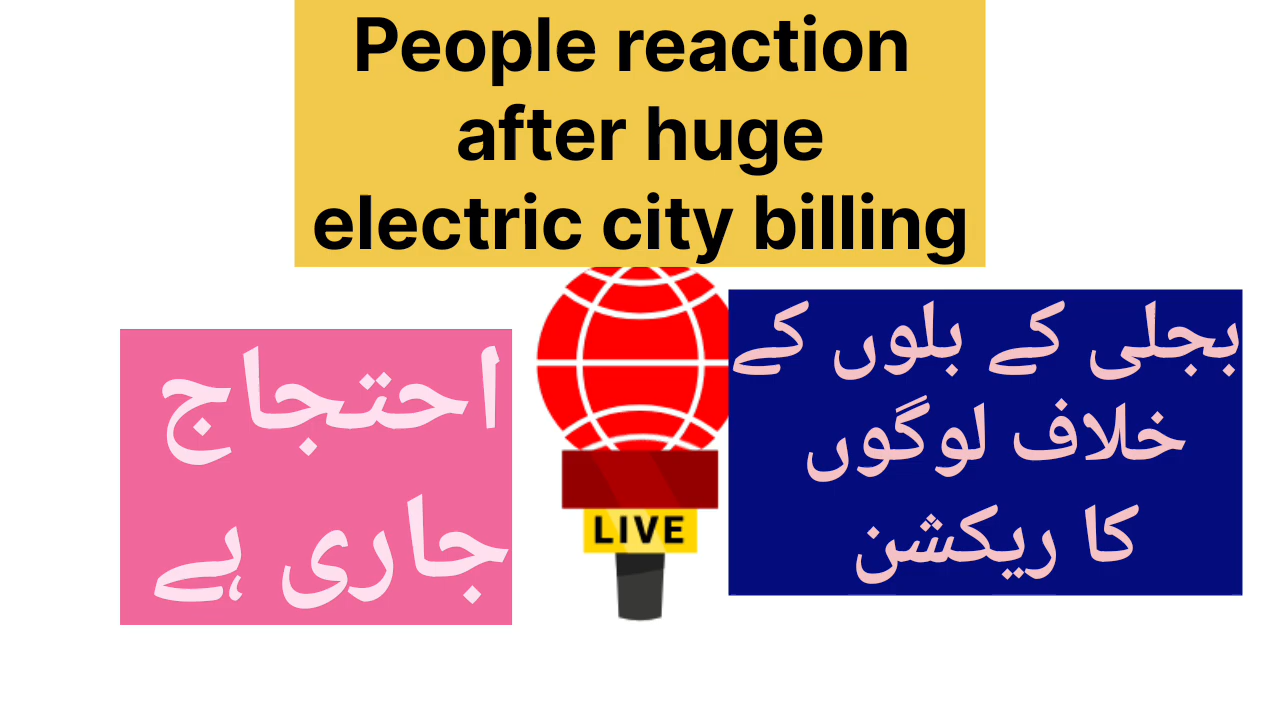 People reaction
after huge
electric city billing
بجلی کے بلوں کے
خلاف لوگوں
کا ریکشن
احتجاج
جاری ہے
LIVE